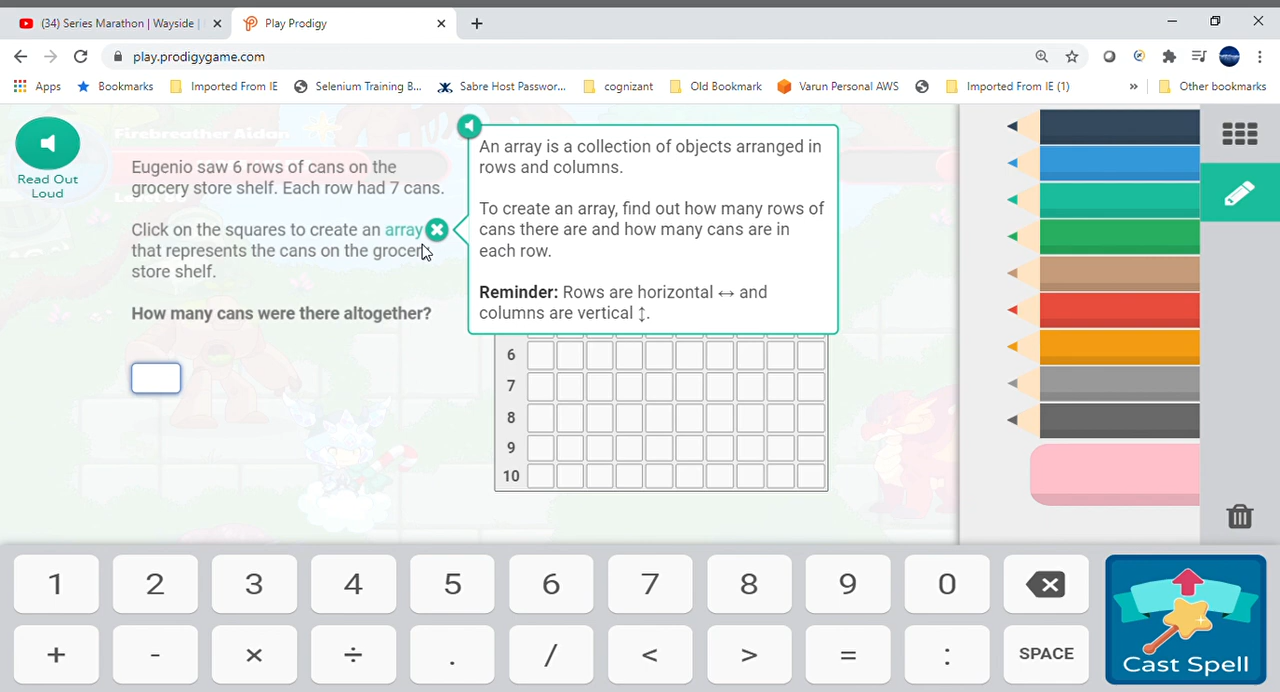 (34) Series Marathon | Wayside |
Play Prodigy
play.prodigygame.com
Apps
Bookmarks
Imported From IE
Selenium Training B...
Sabre Host Passwor...
cognizant
Old Bookmark
Varun Personal AWS
Imported From IE (1)
»
Other bookmarks
Firebreather Aidan
Read Out
Loud
Eugenio saw 6 rows of cans on the
grocery store shelf. Each row had 7 cans.
Click on the squares to create an array
that represents the cans on the grocery
store shelf.
How many cans were there altogether?
An array is a collection of objects arranged in
rows and columns.
To create an array, find out how many rows of
cans there are and how many cans are in
each row.
Reminder: Rows are horizontal ↔ and
columns are vertical ↕.
6
7
8
9
10
1 2 3 4 5 6 7 8 9 0
+ - × ÷ . / < > = : SPACE
Cast Spell